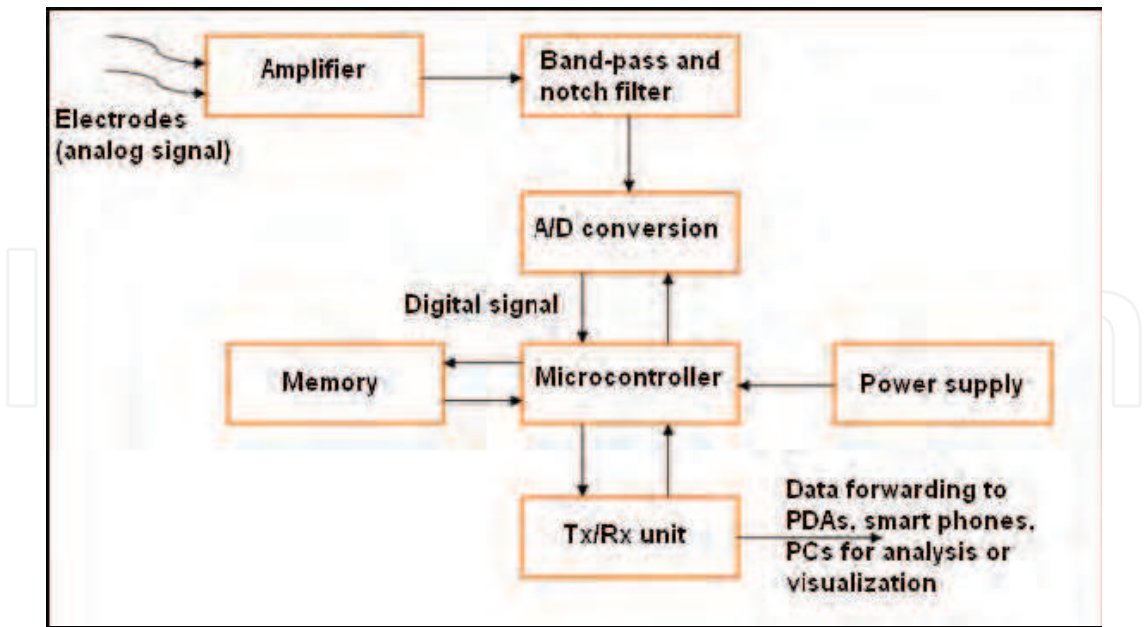 Amplifier
Band-pass and
notch filter
Electrodes
(analog signal)
A/D conversion
Digital signal
Memory
Microcontroller
Power supply
Tx/Rx unit
Data forwarding to
PDAs, smart phones,
PCs for analysis or
visualization